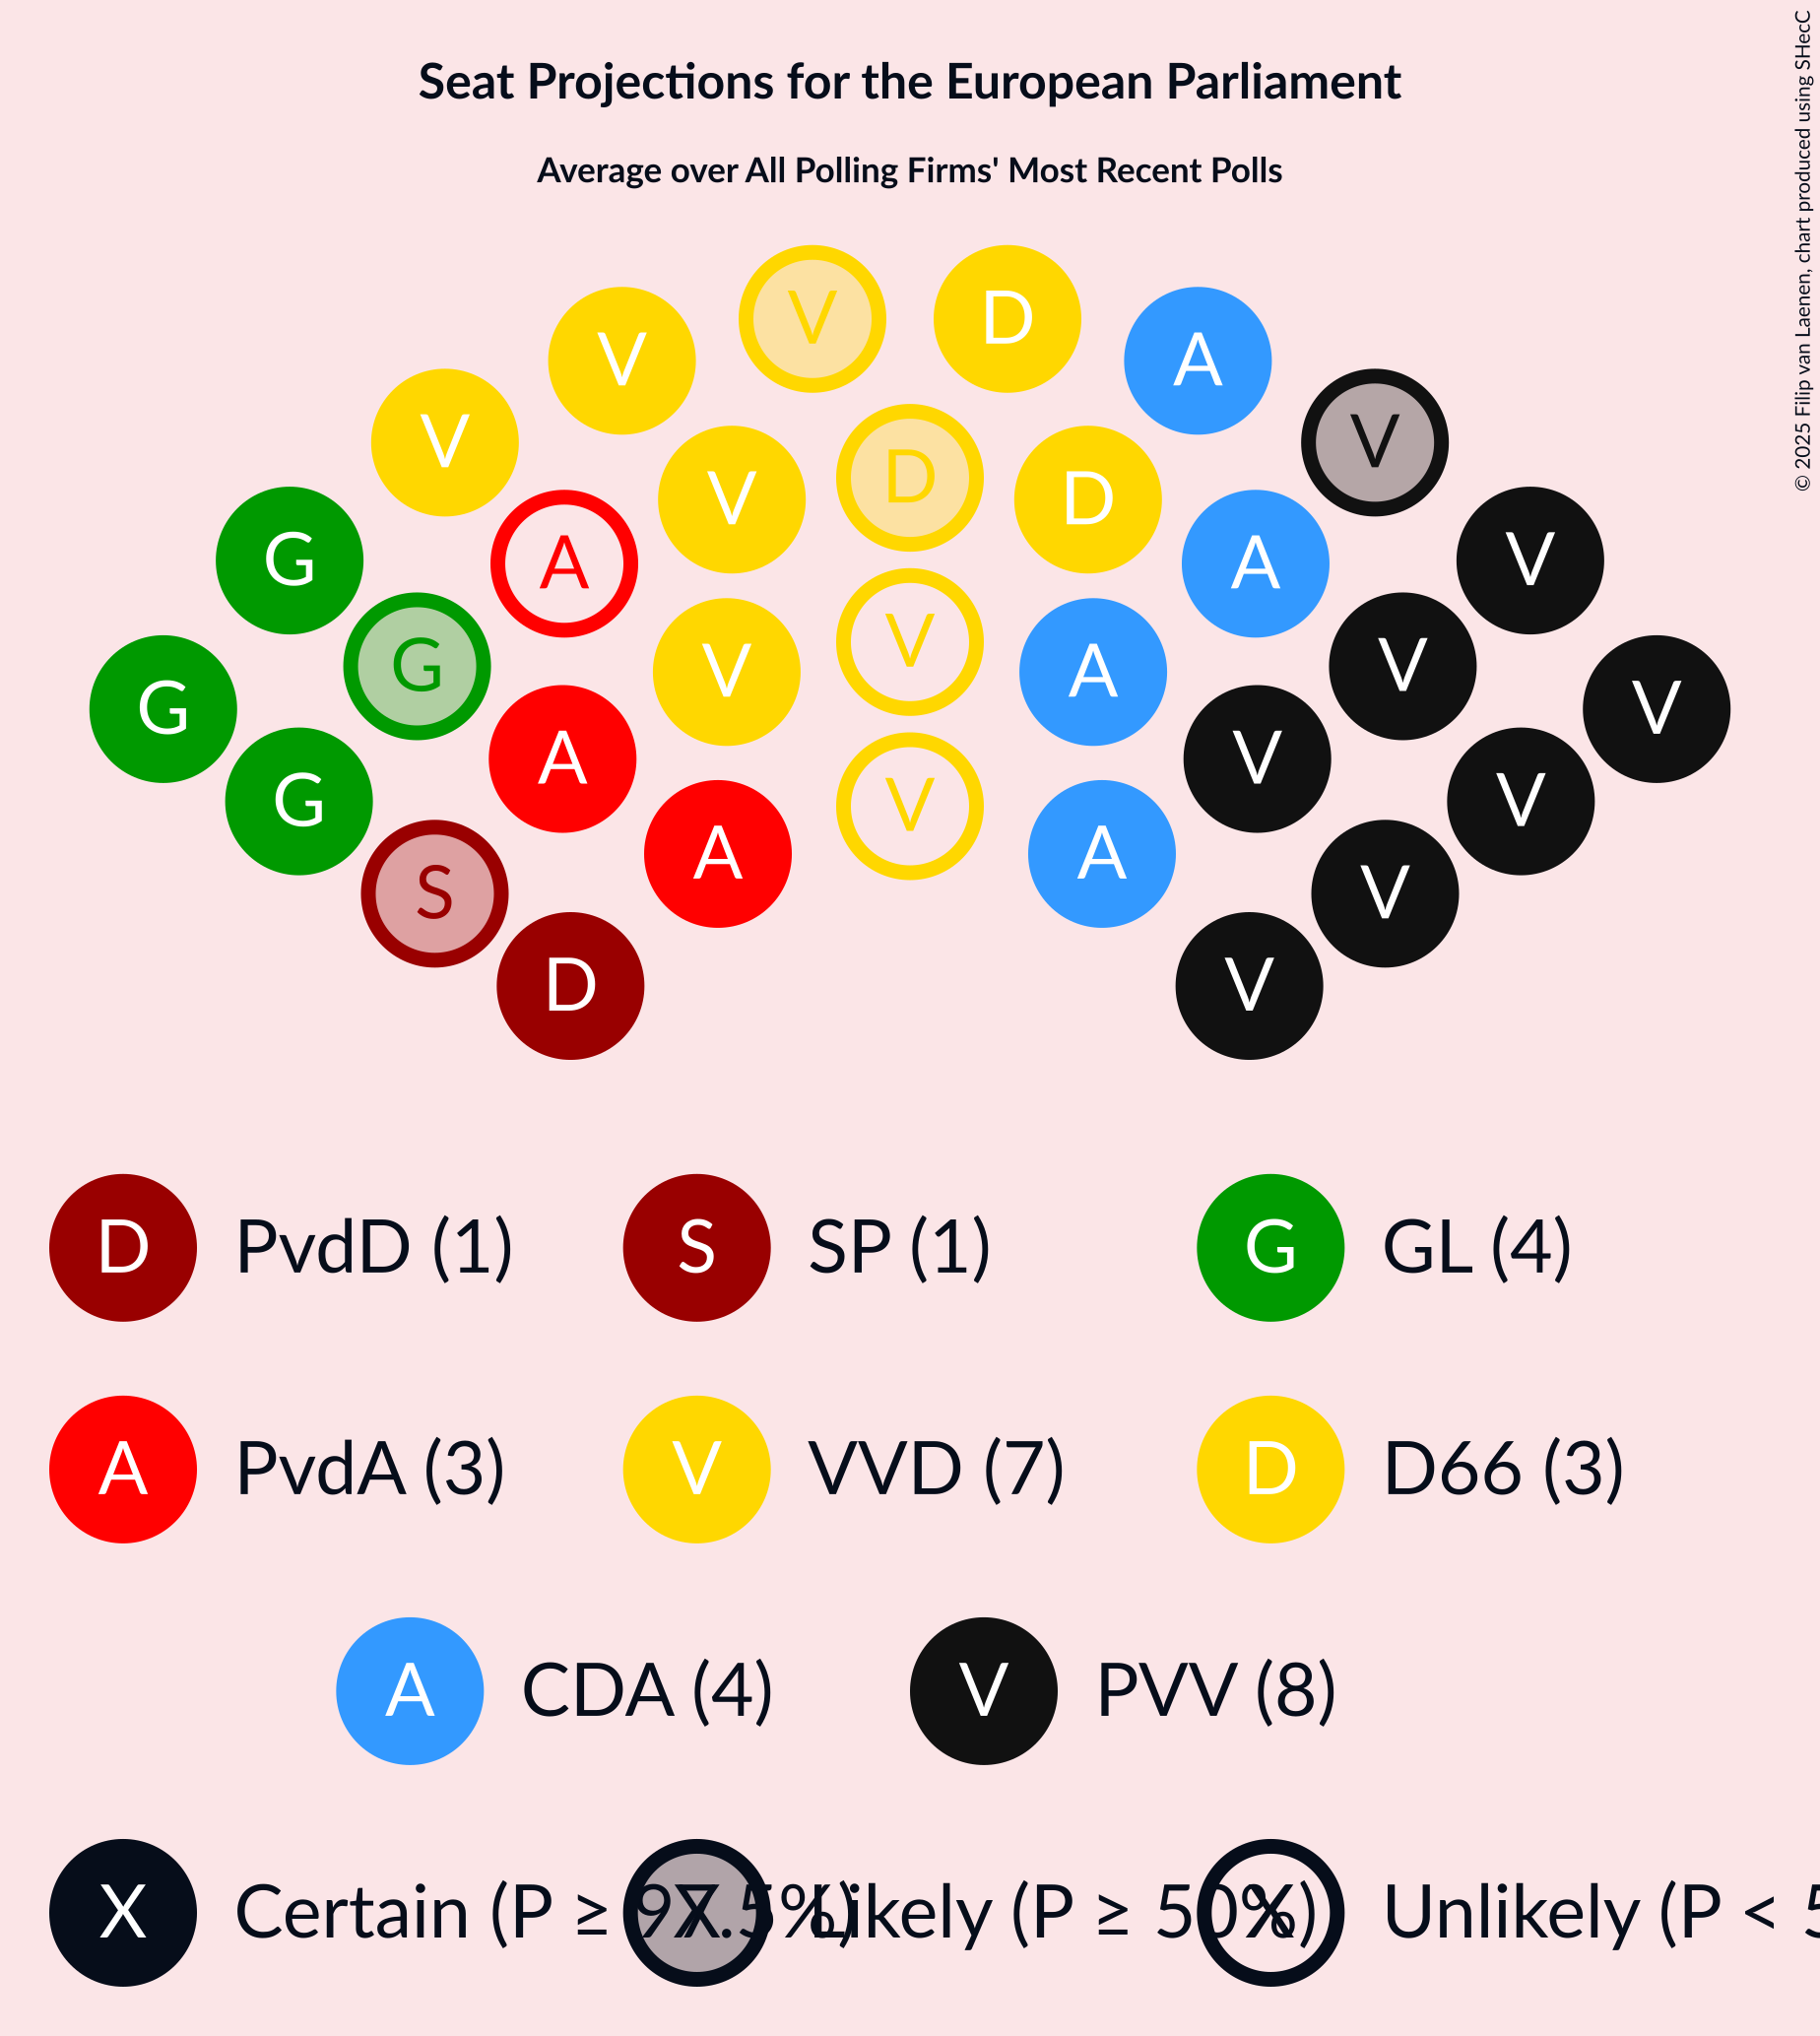 Seat Projections for the European Parliament
Average over All Polling Firms' Most Recent Polls
© 2025 Filip van Laenen, chart produced using SHecC
V D
V A
V V
D
V D
G V
A A
V
G V
V A
G V
A V
G V
V
A A
S V
D V
D PvdD (1) S SP (1) G GL (4)
A PvdA (3) V VVD (7) D D66 (3)
A CDA (4) V PVV (8)
X Certain (P ≥ 97.5%) X Likely (P ≥ 50%) X Unlikely (P < 5